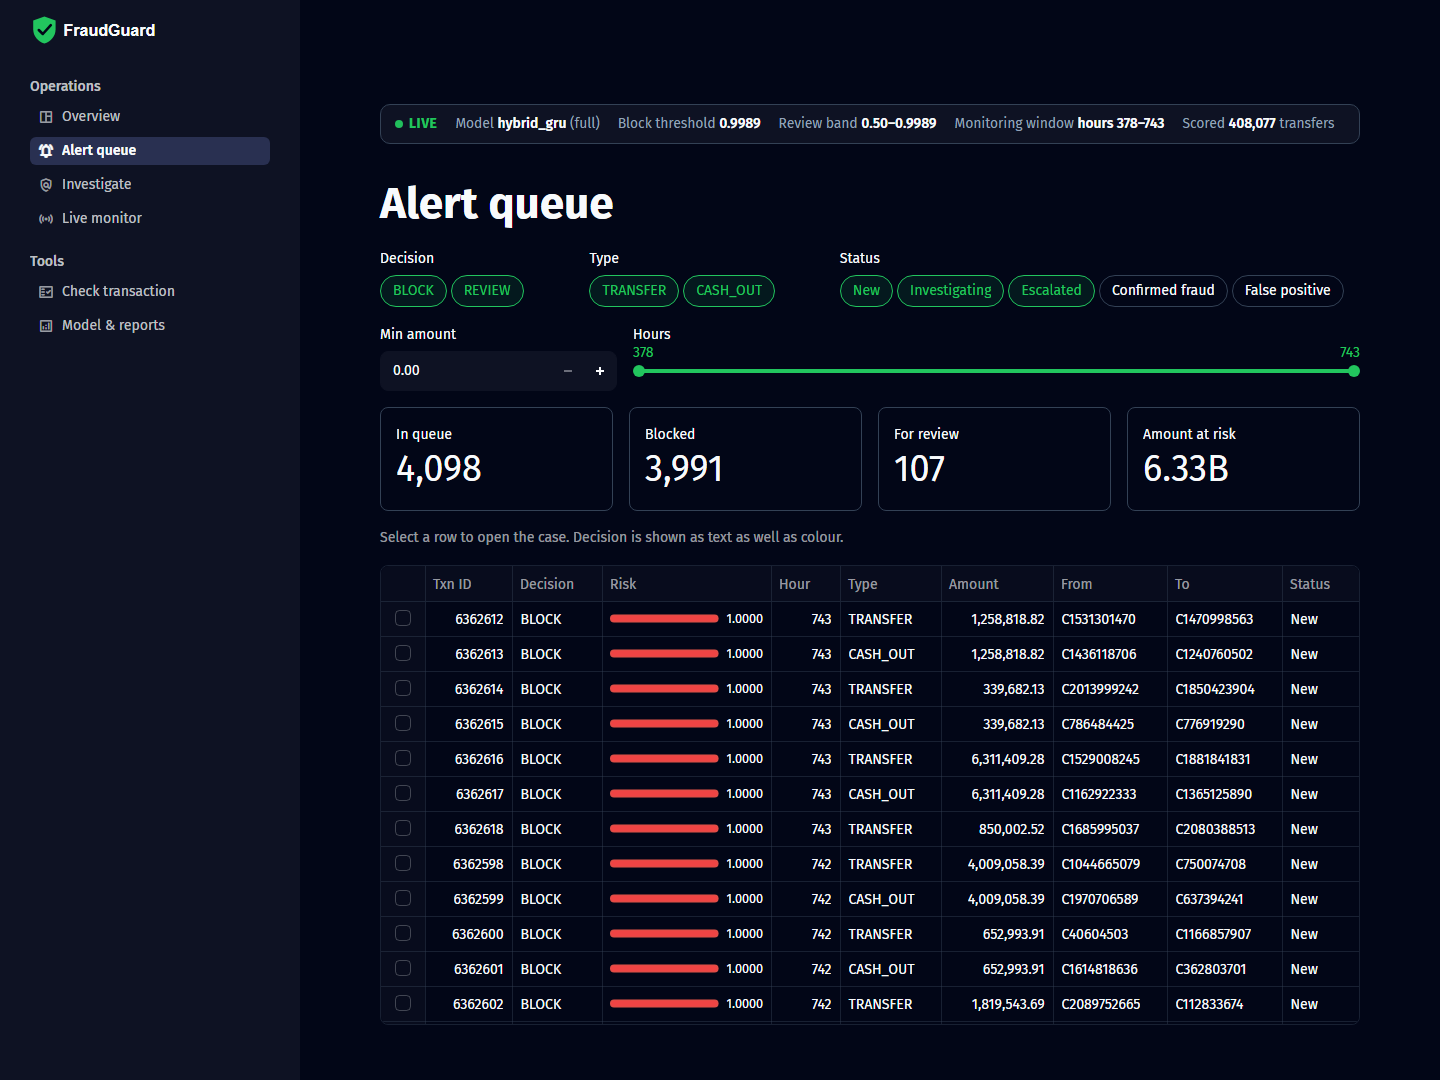 FraudGuard
Operations
Overview
Alert queue
Investigate
Live monitor
Tools
Check transaction
Model & reports
LIVE Model hybrid_gru (full) Block threshold 0.9989 Review band 0.50–0.9989 Monitoring window hours 378–743 Scored 408,077 transfers
Alert queue
Decision Type Status
BLOCK REVIEW TRANSFER CASH_OUT New Investigating Escalated Confirmed fraud False positive
Min amount Hours
378 743
0.00 − +
In queue Blocked For review Amount at risk
4,098 3,991 107 6.33B
Select a row to open the case. Decision is shown as text as well as colour.
Txn ID Decision Risk Hour Type Amount From To Status
6362612 BLOCK 1.0000 743 TRANSFER 1,258,818.82 C1531301470 C1470998563 New
6362613 BLOCK 1.0000 743 CASH_OUT 1,258,818.82 C1436118706 C1240760502 New
6362614 BLOCK 1.0000 743 TRANSFER 339,682.13 C2013999242 C1850423904 New
6362615 BLOCK 1.0000 743 CASH_OUT 339,682.13 C786484425 C776919290 New
6362616 BLOCK 1.0000 743 TRANSFER 6,311,409.28 C1529008245 C1881841831 New
6362617 BLOCK 1.0000 743 CASH_OUT 6,311,409.28 C1162922333 C1365125890 New
6362618 BLOCK 1.0000 743 TRANSFER 850,002.52 C1685995037 C2080388513 New
6362598 BLOCK 1.0000 742 TRANSFER 4,009,058.39 C1044665079 C750074708 New
6362599 BLOCK 1.0000 742 CASH_OUT 4,009,058.39 C1970706589 C637394241 New
6362600 BLOCK 1.0000 742 TRANSFER 652,993.91 C40604503 C1166857907 New
6362601 BLOCK 1.0000 742 CASH_OUT 652,993.91 C1614818636 C362803701 New
6362602 BLOCK 1.0000 742 TRANSFER 1,819,543.69 C2089752665 C112833674 New